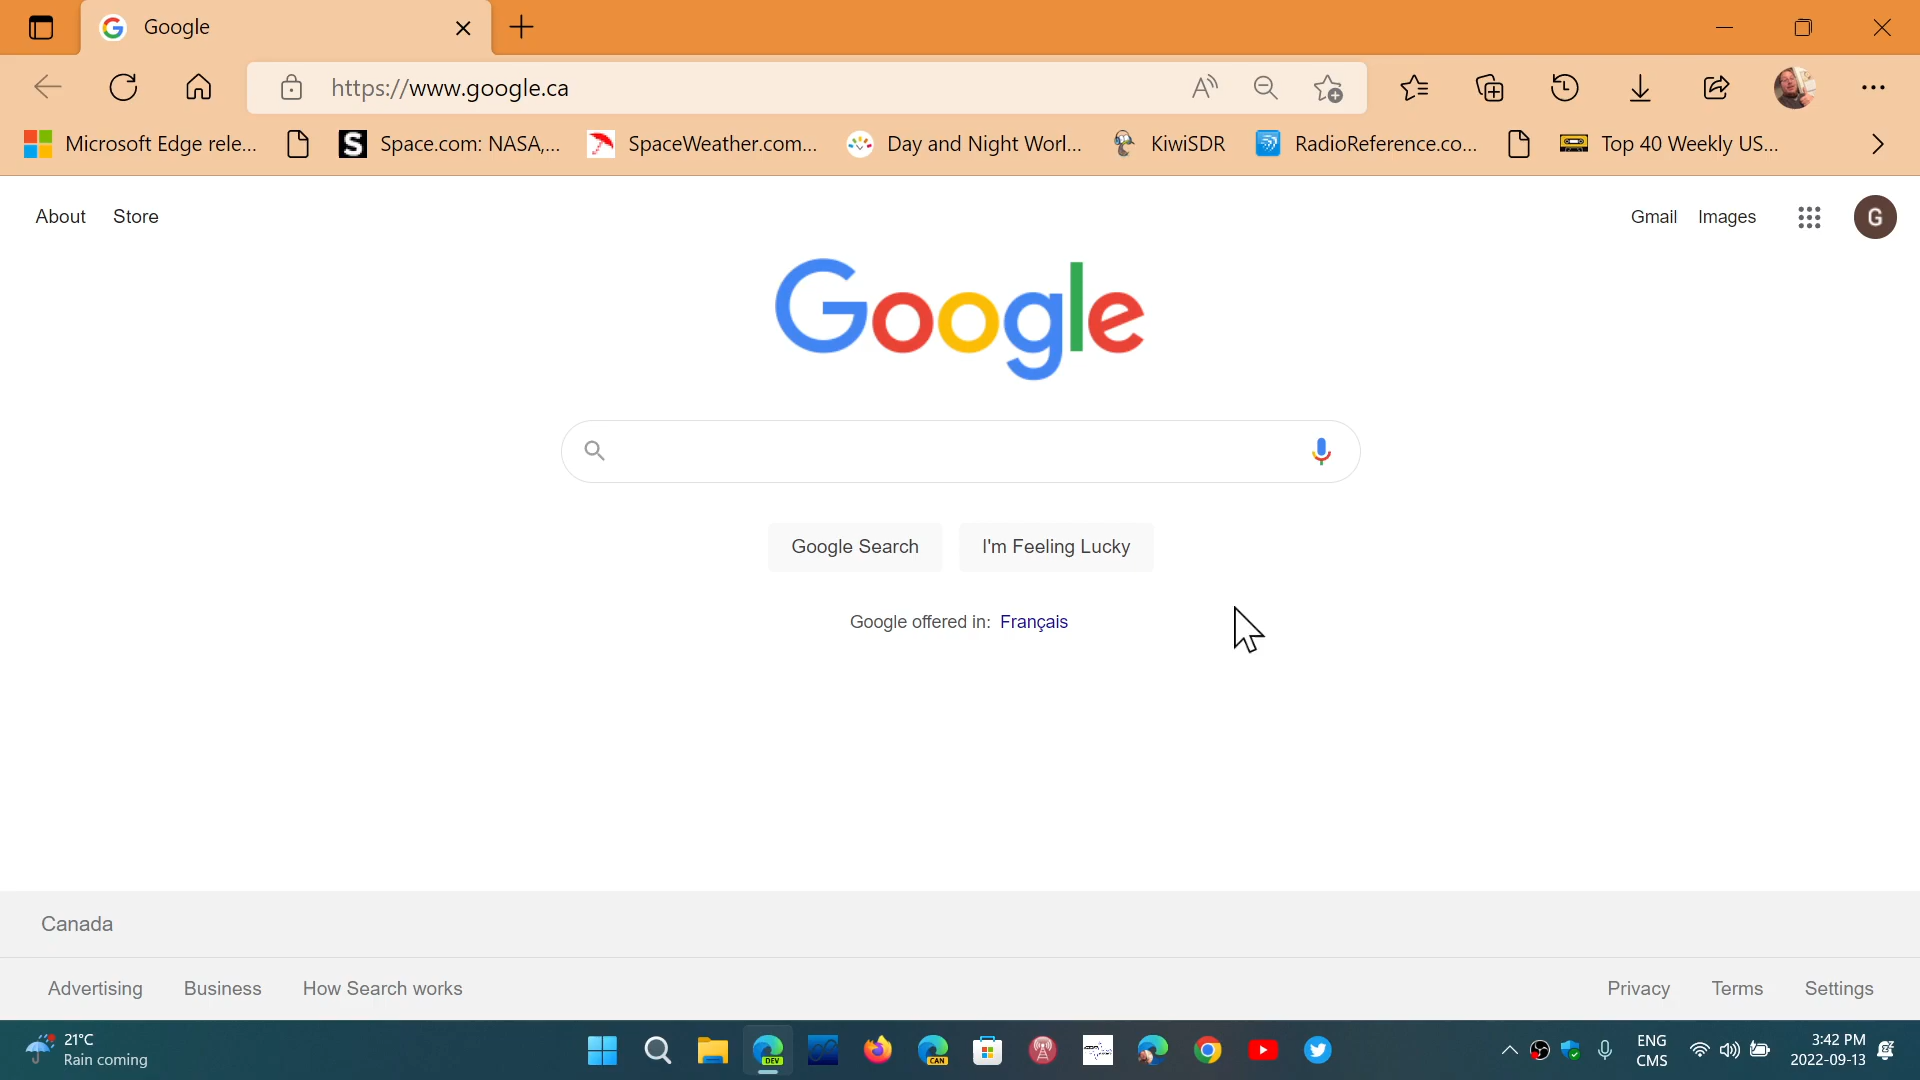 Google
https://www.google.ca
Microsoft Edge rele...
S Space.com: NASA,...
SpaceWeather.com...
Day and Night Worl...
KiwiSDR
RadioReference.co...
Top 40 Weekly US...
About Store
Gmail Images G
Google
Google Search I'm Feeling Lucky
Google offered in: Français
Canada
Advertising Business How Search works
Privacy Terms Settings
21°C
Rain coming
DEV
CAN
ENG
CMS
3:42 PM
2022-09-13